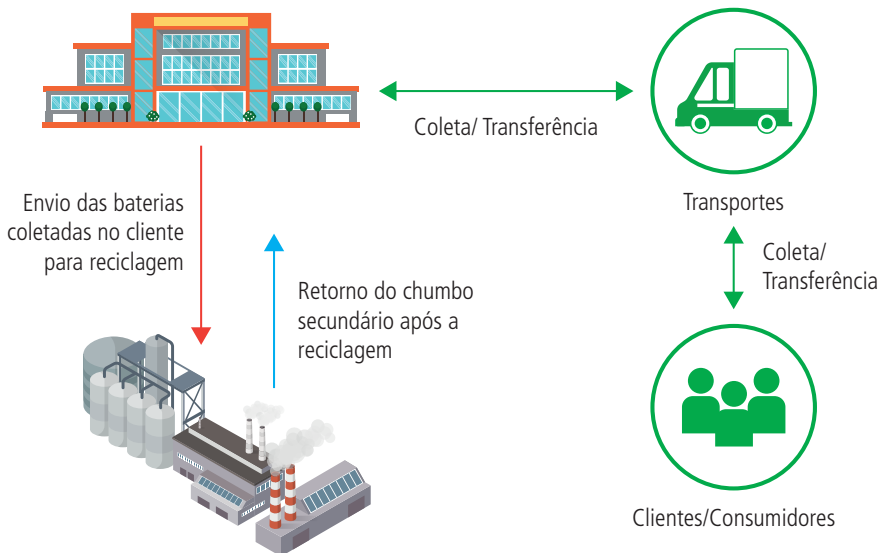 Coleta/ Transferência
Transportes
Envio das baterias
coletadas no cliente
para reciclagem
Coleta/
Transferência
Retorno do chumbo
secundário após a
reciclagem
Clientes/Consumidores